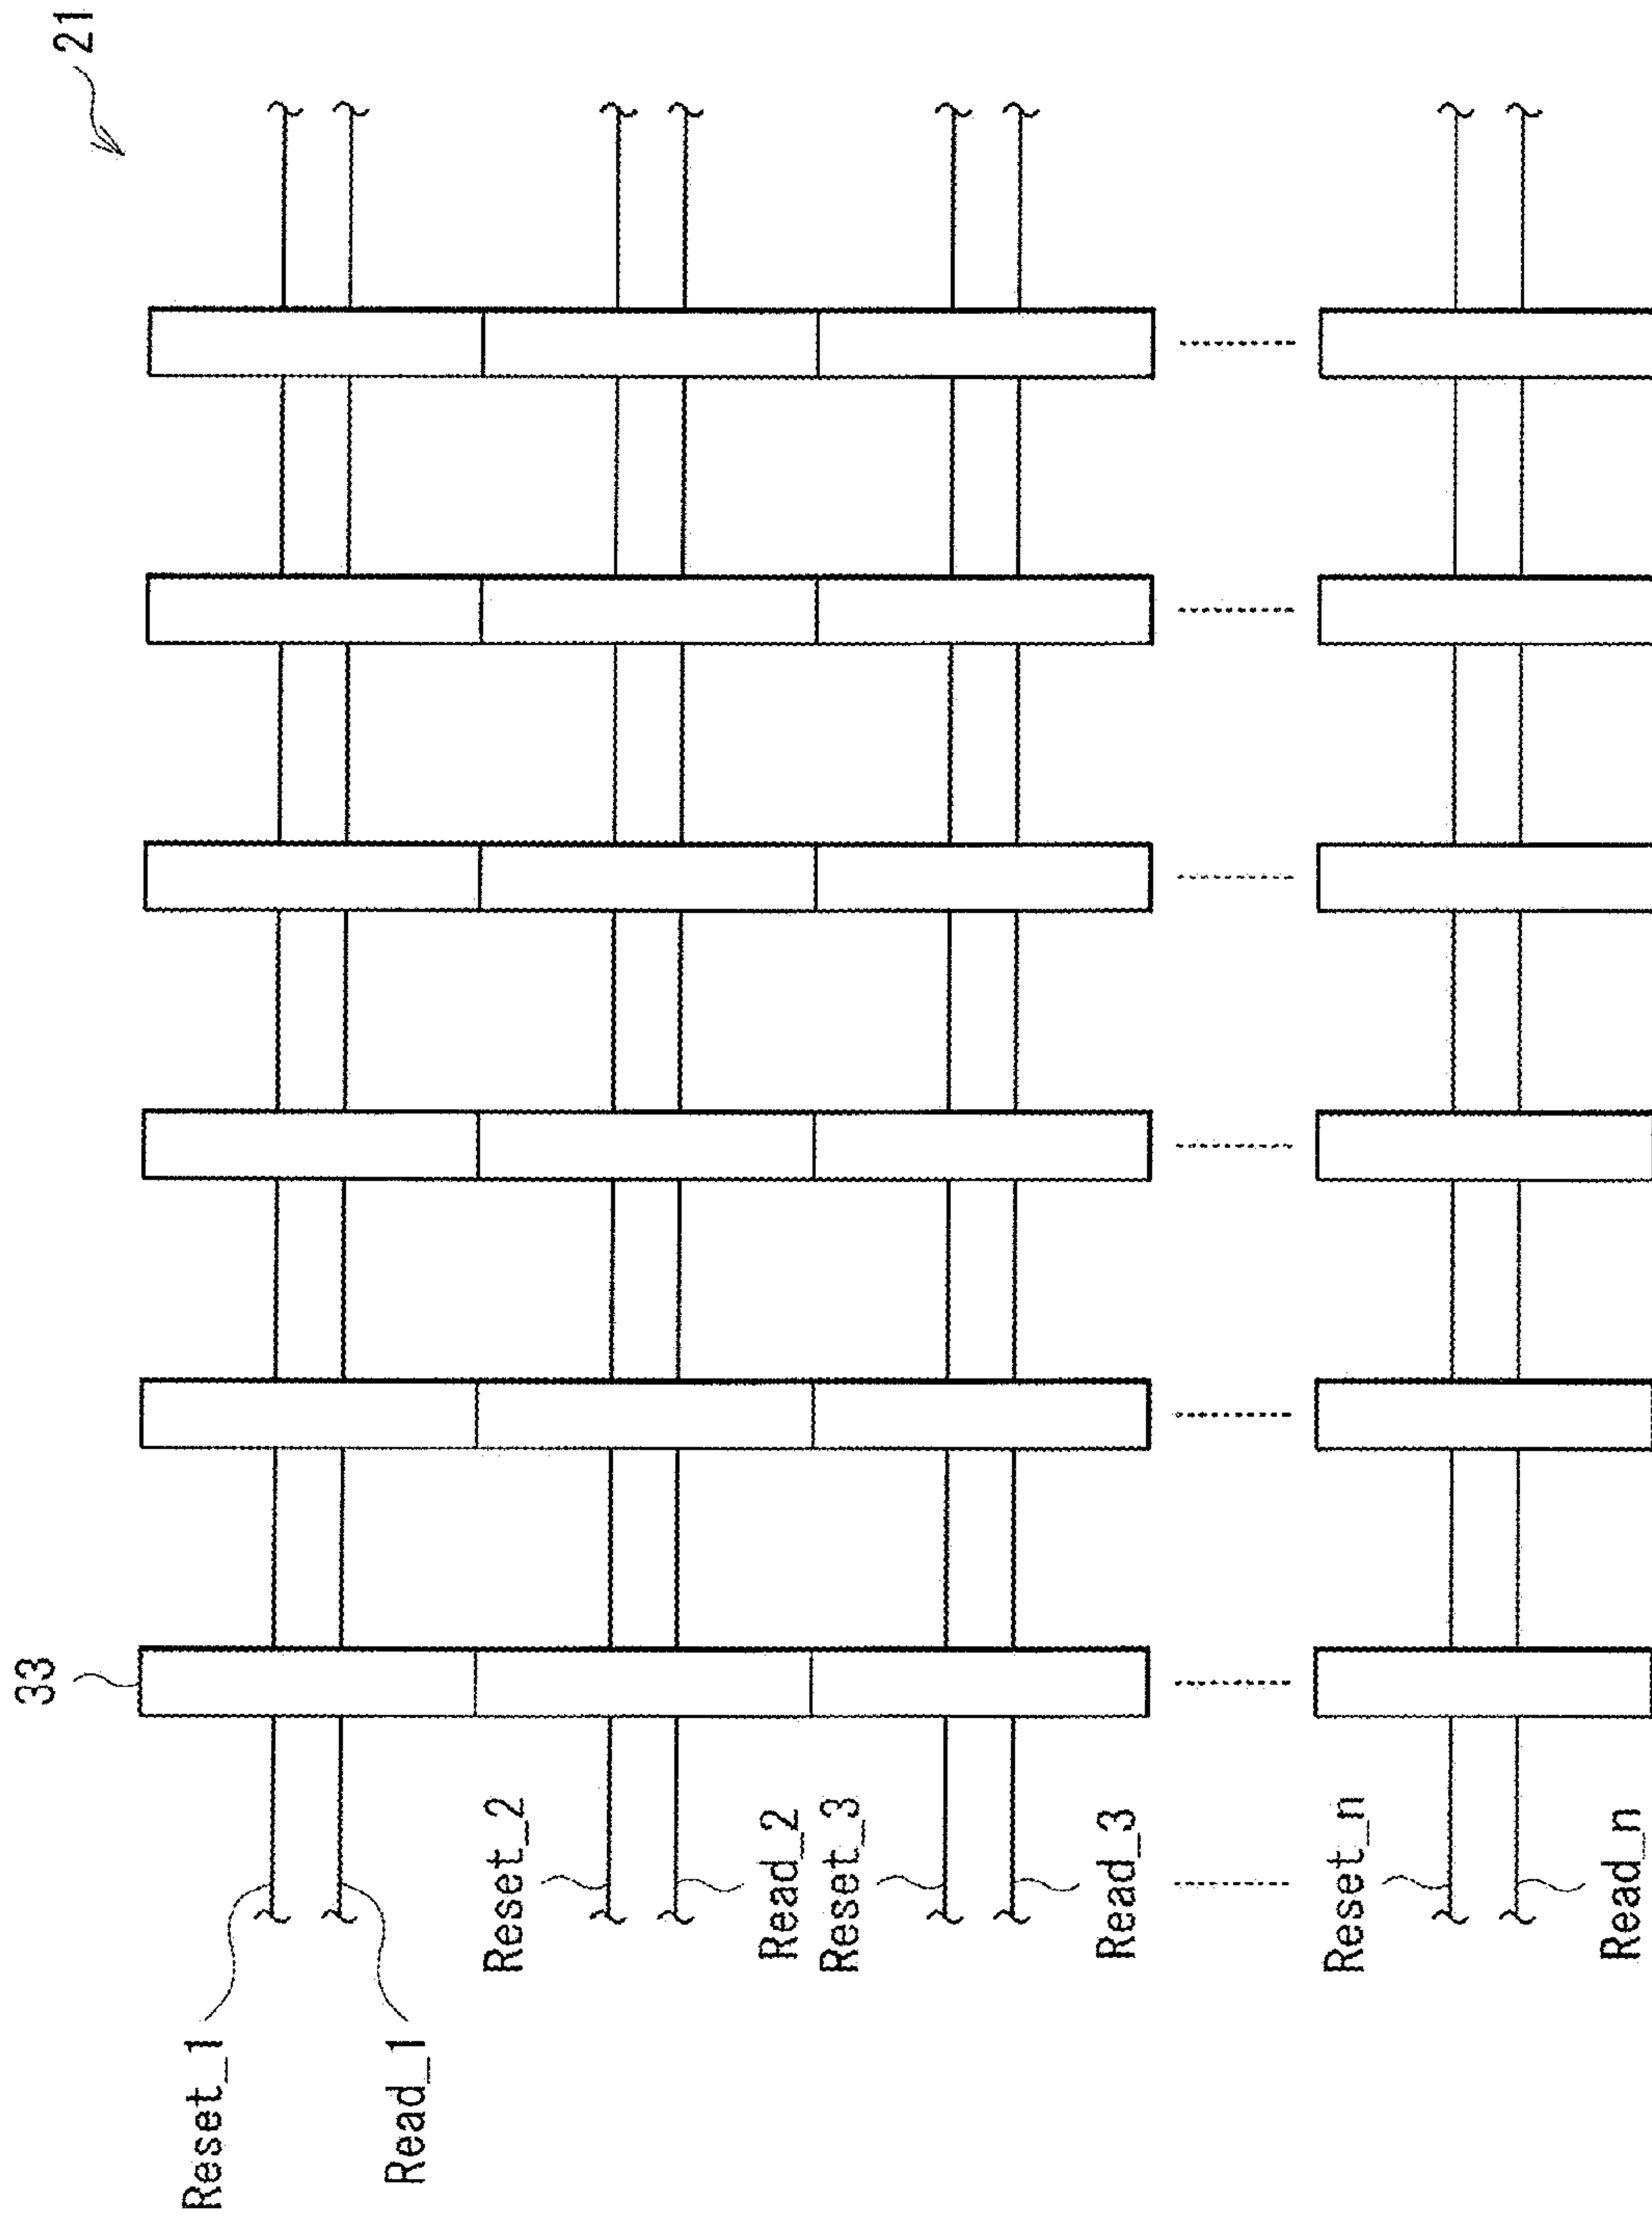 21
33
Reset_1
Read_1
Reset_2
Read_2
Reset_3
Read_3
Reset_n
Read_n